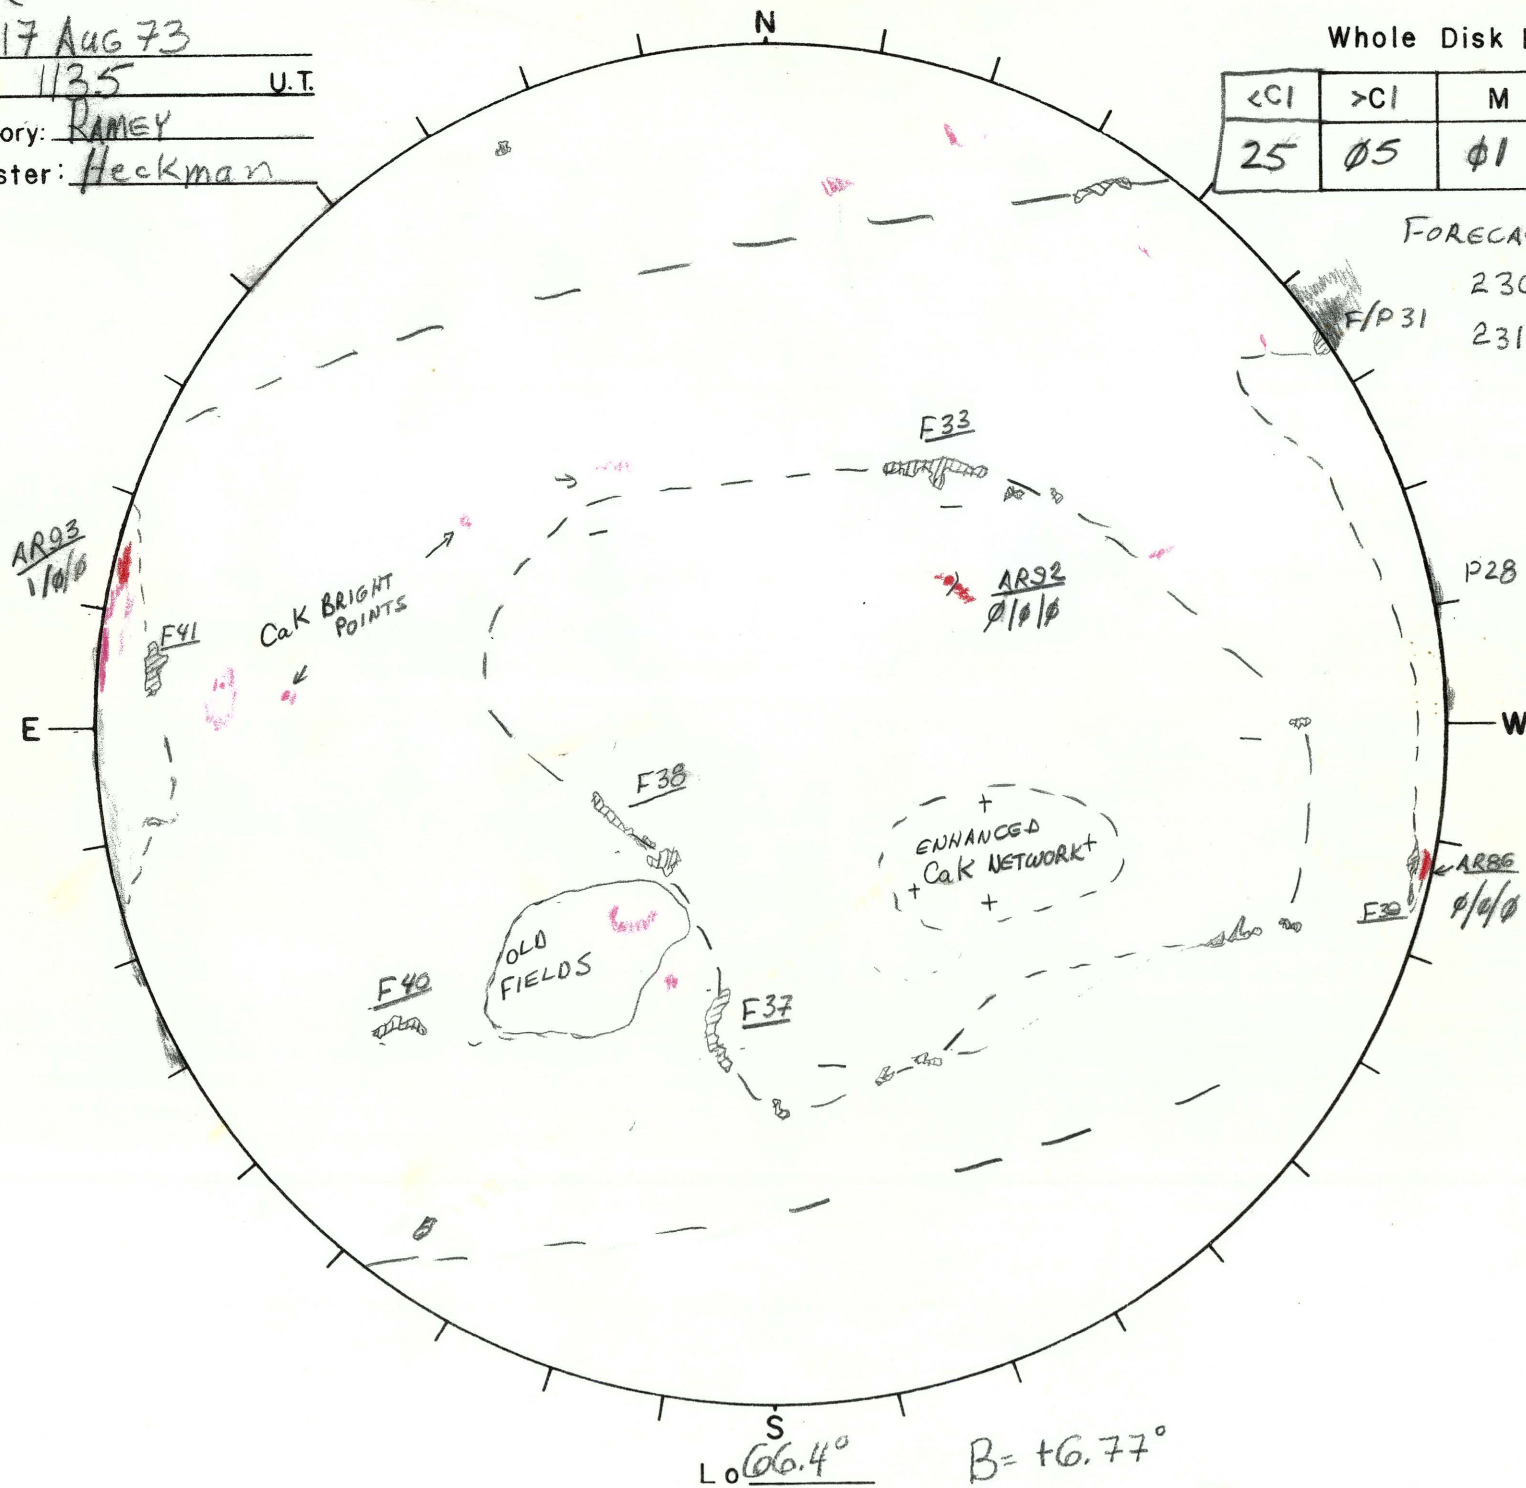 17 Aug 73
1135 U.T.
ory: RAMEY
ster: Heckman
N
Whole Disk
<C1 >C1 M
25 Ø5 Ø1
FORECA
230
231
F/P31
F33
AR93
1/Ø/Ø
AR92
Ø/Ø/Ø
P28
CaK BRIGHT
POINTS
F41
E
W
F38
ENHANCED
CaK NETWORK
AR86
Ø/Ø/Ø
F39
OLD
FIELDS
F40
F37
S
Lo 66.4°
B= +6.77°